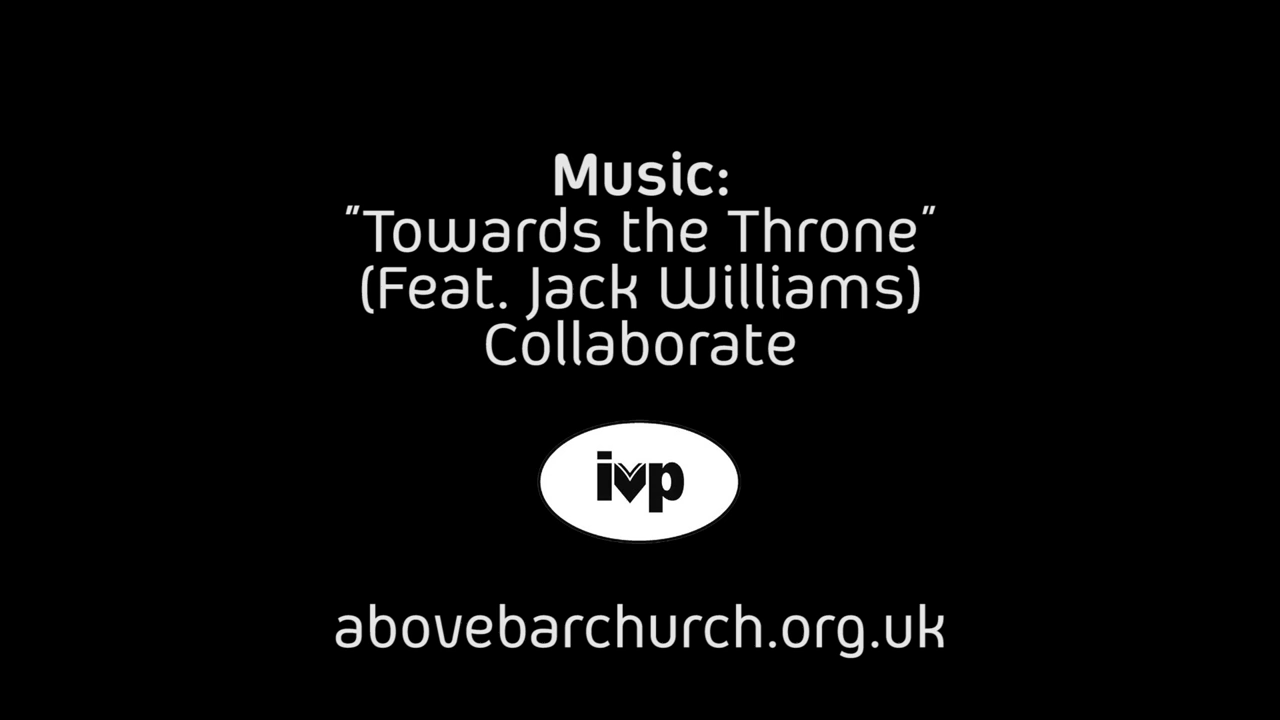 Music:
"Towards the Throne"
(Feat. Jack Williams)
Collaborate
ivp
abovebarchurch.org.uk